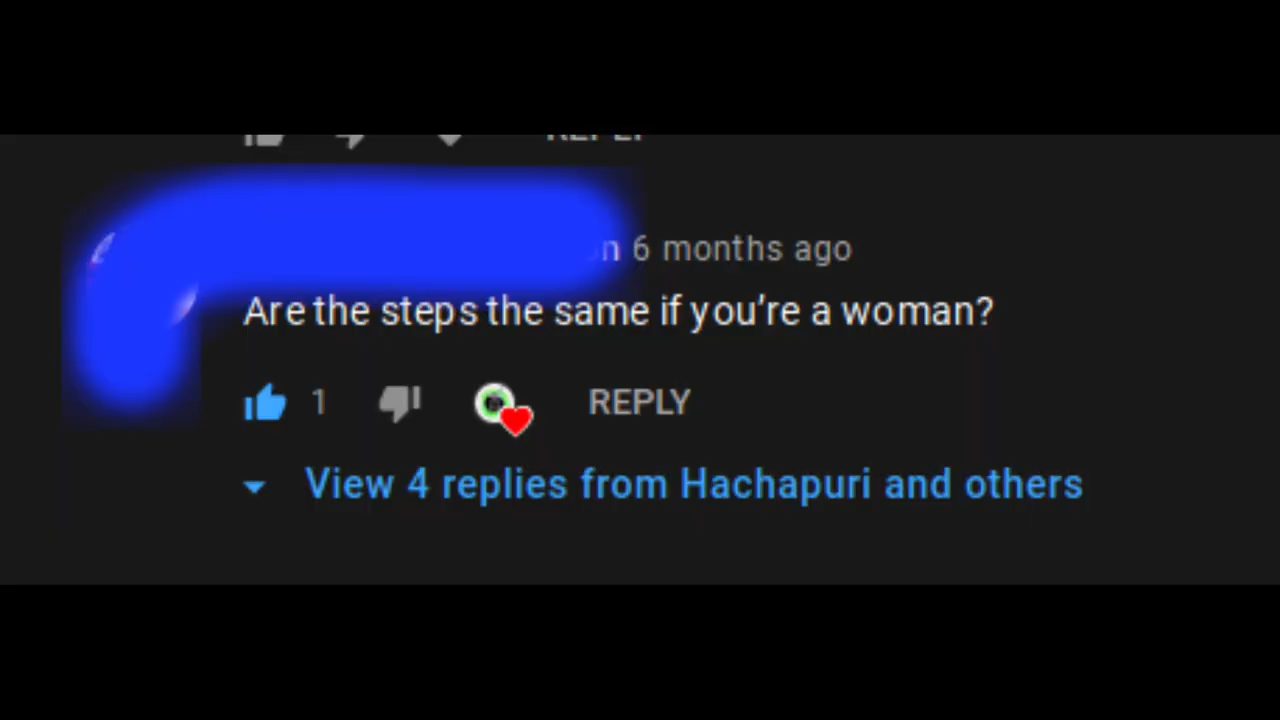 REPLY
6 months ago
Are the steps the same if you're a woman?
1
REPLY
View 4 replies from Hachapuri and others